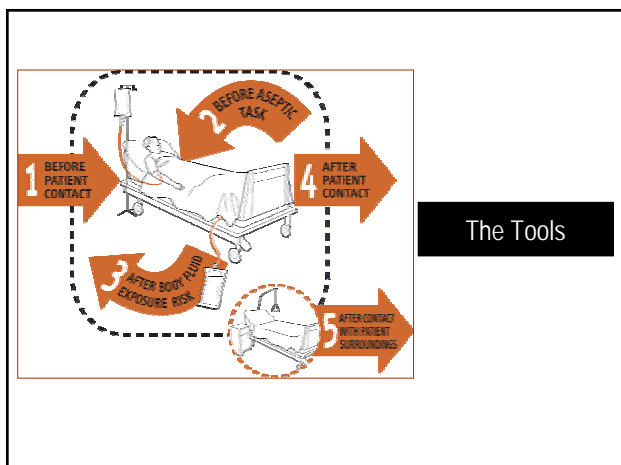 1 BEFORE
PATIENT
CONTACT
2 BEFORE ASEPTIC
TASK
3 AFTER BODY FLUID
EXPOSURE RISK
4 AFTER
PATIENT
CONTACT
5 AFTER CONTACT
WITH PATIENT
SURROUNDINGS
The Tools